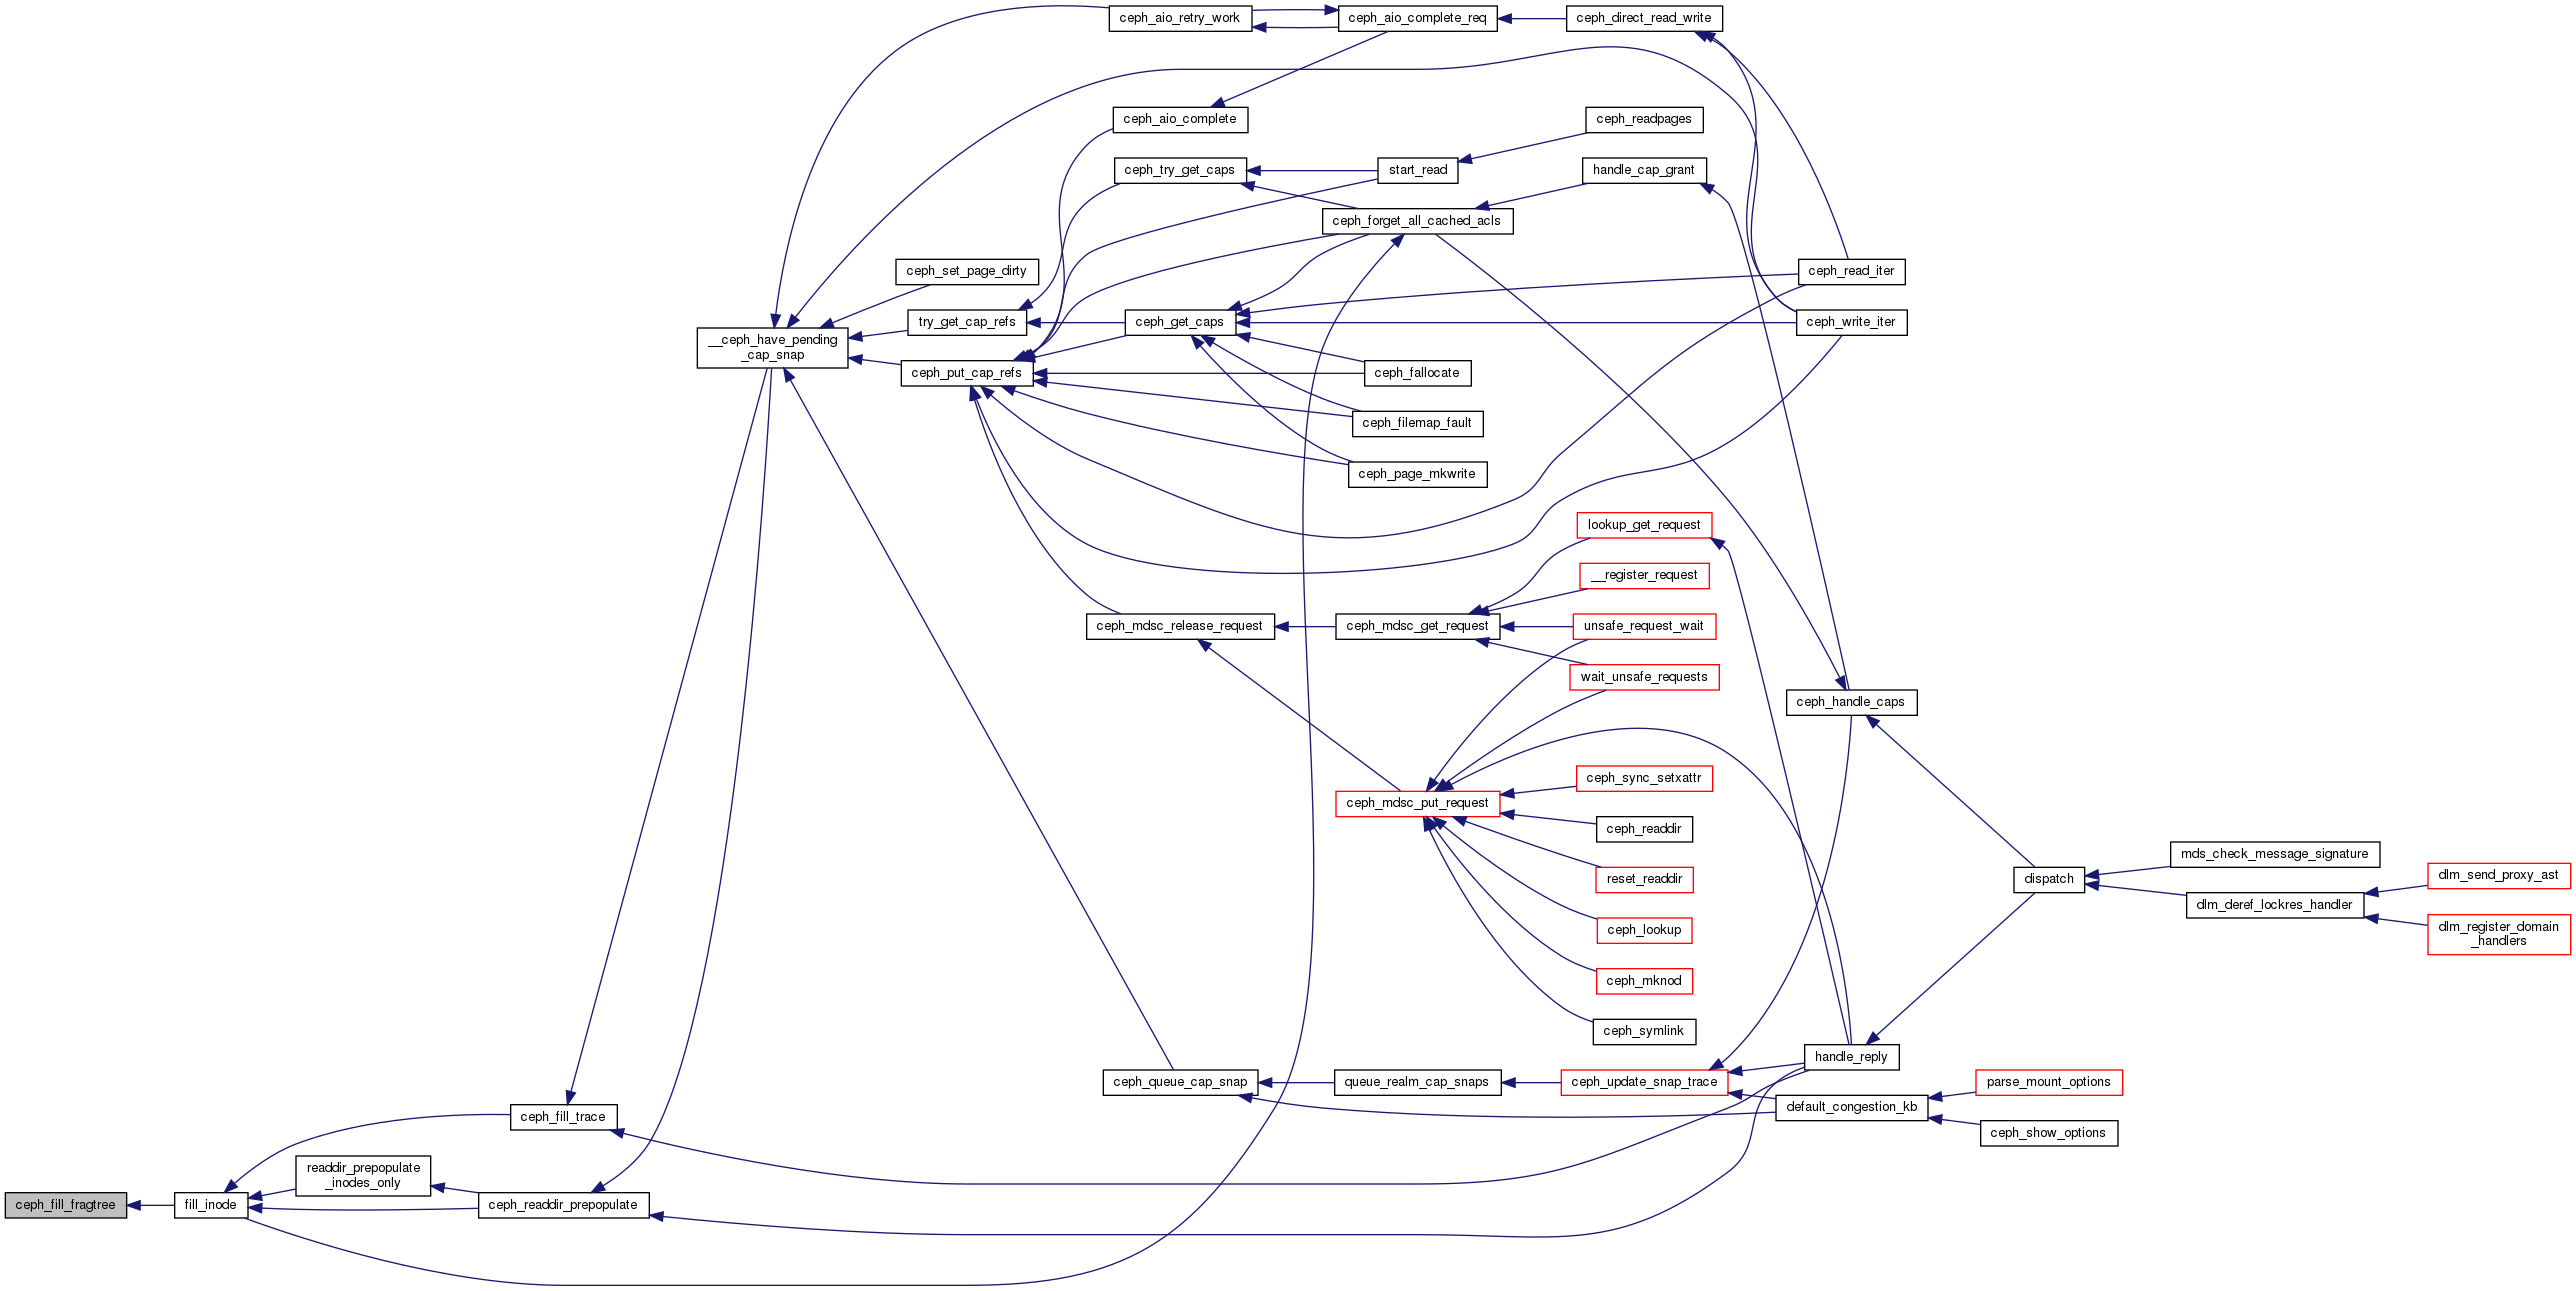 ceph_aio_retry_work
ceph_aio_complete_req
ceph_direct_read_write
ceph_aio_complete
ceph_readpages
ceph_try_get_caps
start_read
handle_cap_grant
ceph_forget_all_cached_acls
ceph_set_page_dirty
ceph_read_iter
try_get_cap_refs
ceph_get_caps
ceph_write_iter
__ceph_have_pending
_cap_snap
ceph_put_cap_refs
ceph_fallocate
ceph_filemap_fault
ceph_page_mkwrite
lookup_get_request
__register_request
ceph_mdsc_release_request
ceph_mdsc_get_request
unsafe_request_wait
wait_unsafe_requests
ceph_handle_caps
ceph_sync_setxattr
ceph_mdsc_put_request
ceph_readdir
mds_check_message_signature
reset_readdir
dispatch
dlm_send_proxy_ast
dlm_deref_lockres_handler
ceph_lookup
dlm_register_domain
_handlers
ceph_mknod
ceph_symlink
handle_reply
ceph_queue_cap_snap
queue_realm_cap_snaps
ceph_update_snap_trace
parse_mount_options
default_congestion_kb
ceph_fill_trace
ceph_show_options
readdir_prepopulate
_inodes_only
ceph_fill_fragtree
fill_inode
ceph_readdir_prepopulate